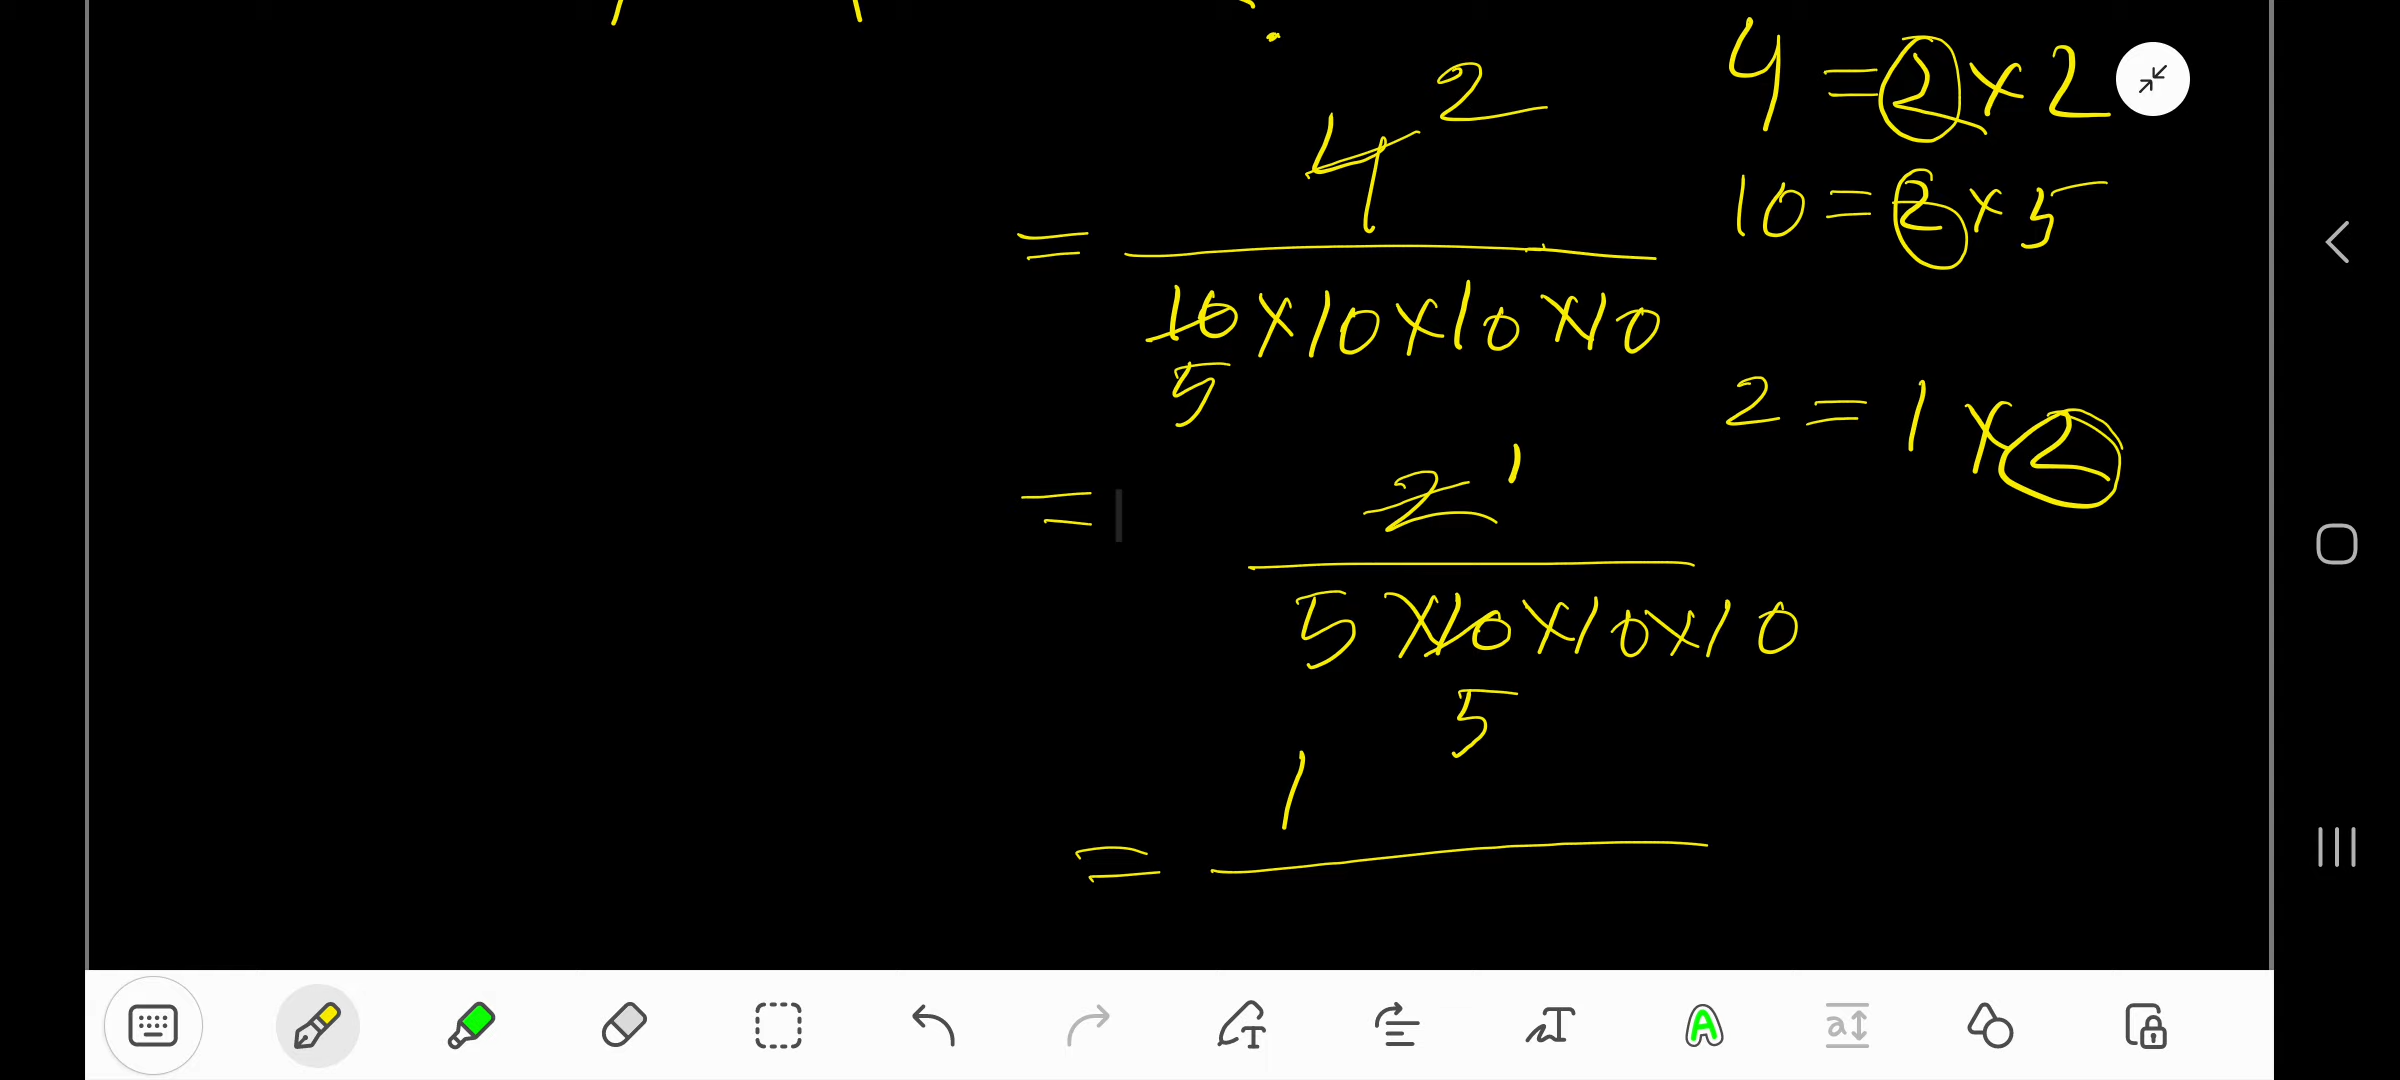 4 = 2 x 2
4 2
10 = 2 x 5
=
10 x 10 x 10 x 10
5
2 = 1 x 2
= 2 1
5 x 10 x 10 x 10
5
= 1